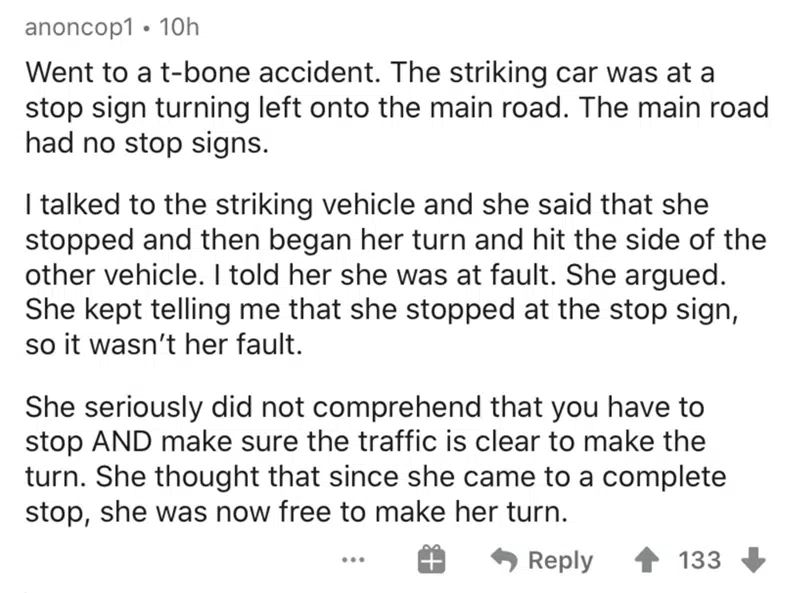 anoncop1 • 10h
Went to a t-bone accident. The striking car was at a
stop sign turning left onto the main road. The main road
had no stop signs.
I talked to the striking vehicle and she said that she
stopped and then began her turn and hit the side of the
other vehicle. I told her she was at fault. She argued.
She kept telling me that she stopped at the stop sign,
so it wasn’t her fault.
She seriously did not comprehend that you have to
stop AND make sure the traffic is clear to make the
turn. She thought that since she came to a complete
stop, she was now free to make her turn.
... Reply 133